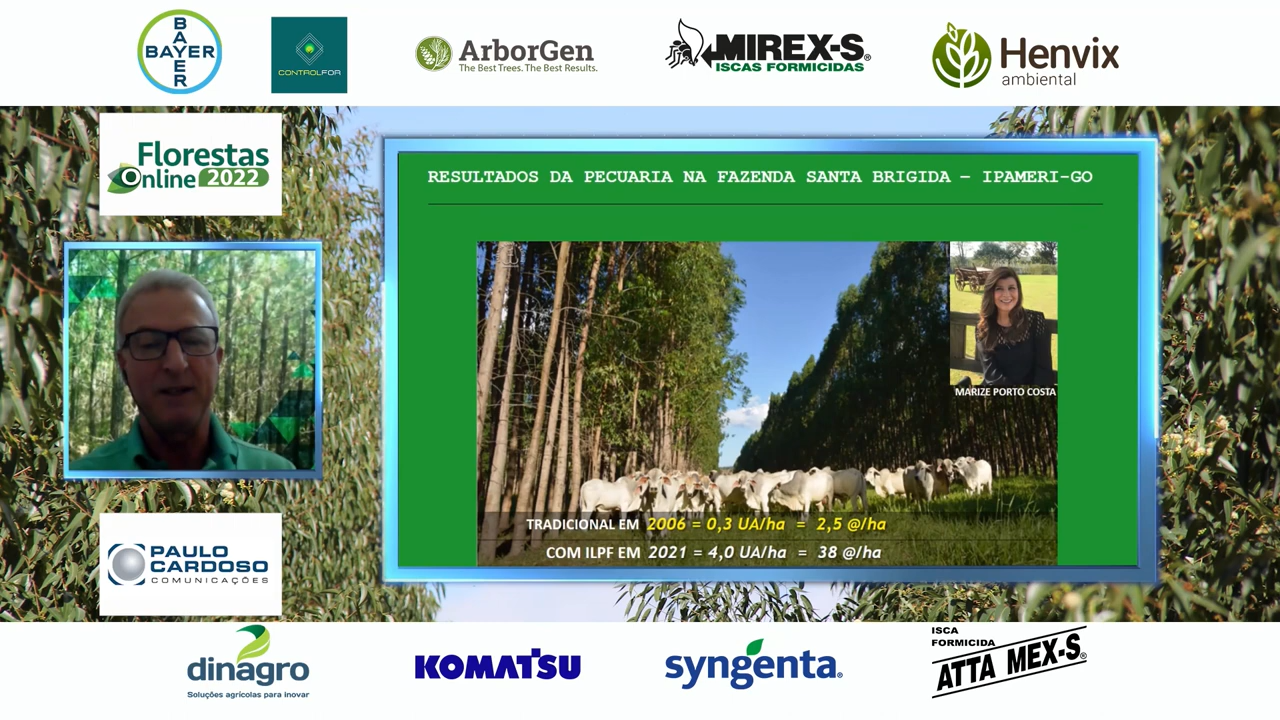 BAYER
BAYER
CONTROLFOR
ArborGen
The Best Trees. The Best Results.
MIREX-S®
ISCAS FORMICIDAS
Henvix
ambiental
Florestas
Online 2022
RESULTADOS DA PECUARIA NA FAZENDA SANTA BRIGIDA – IPAMERI-GO
MARIZE PORTO COSTA
TRADICIONAL EM 2006 = 0,3 UA/ha = 2,5 @/ha
COM ILPF EM 2021 = 4,0 UA/ha = 38 @/ha
PAULO
CARDOSO
COMUNICAÇÕES
dinagro
Soluções agrícolas para inovar
KOMATSU
syngenta®
ISCA
FORMICIDA
ATTA MEX-S®